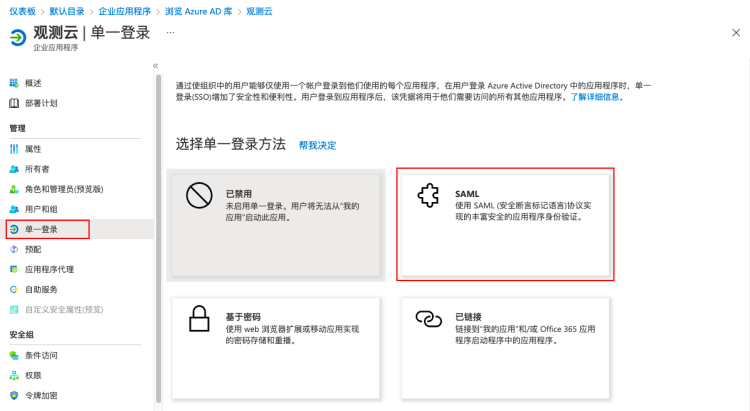 仪表板 > 默认目录 > 企业应用程序 > 浏览 Azure AD 库 > 观测云
观测云 | 单一登录 ...
企业应用程序
概述
部署计划
管理
属性
所有者
角色和管理员(预览版)
用户和组
单一登录
预配
应用程序代理
自助服务
自定义安全属性(预览)
安全组
条件访问
权限
令牌加密
通过使组织中的用户能够仅使用一个帐户登录到他们使用的每个应用程序，在用户登录 Azure Active Directory 中的应用程序时，单一
登录(SSO)增加了安全性和便利性。用户登录到应用程序后，该凭据将用于他们需要访问的所有其他应用程序。了解详细信息。
选择单一登录方法 帮我决定
已禁用
未启用单一登录。用户将无法从"我的
应用"启动此应用。
SAML
使用 SAML (安全断言标记语言)协议实
现的丰富安全的应用程序身份验证。
基于密码
使用 web 浏览器扩展或移动应用实现
的密码存储和重播。
已链接
链接到"我的应用"和/或 Office 365 应用
程序启动程序中的应用程序。